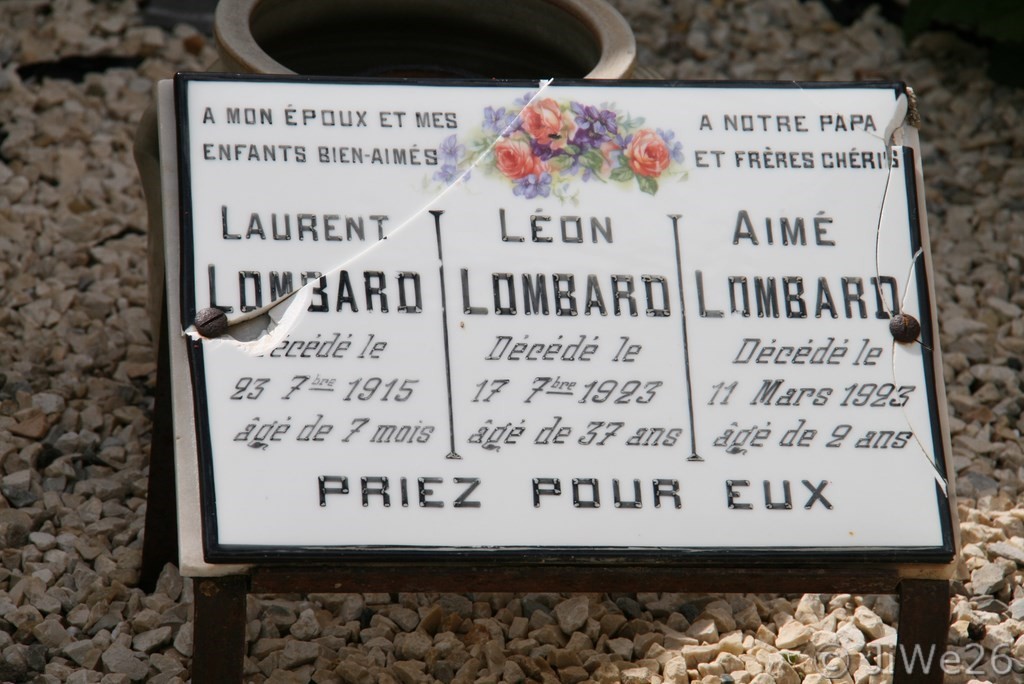 A MON ÉPOUX ET MES
ENFANTS BIEN-AIMÉS
A NOTRE PAPA
ET FRÈRES CHÉRIS
LAURENT
LOMBARD
Décédé le
23 7bre 1915
âgé de 7 mois
LÉON
LOMBARD
Décédé le
17 7bre 1923
âgé de 37 ans
AIMÉ
LOMBARD
Décédé le
11 Mars 1923
âgé de 2 ans
PRIEZ POUR EUX
© JiWe26